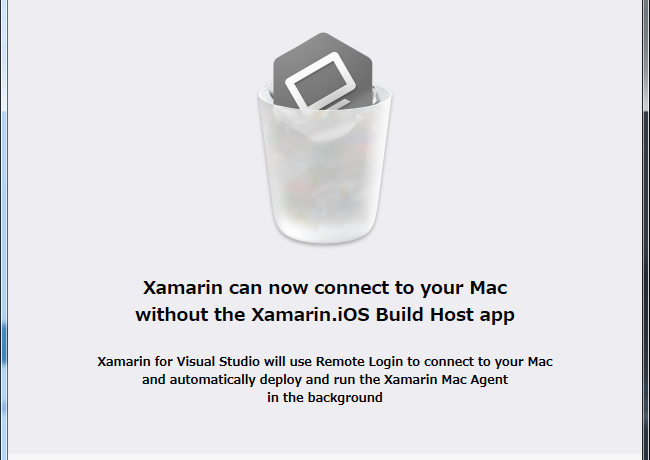 Xamarin can now connect to your Mac
without the Xamarin.iOS Build Host app
Xamarin for Visual Studio will use Remote Login to connect to your Mac
and automatically deploy and run the Xamarin Mac Agent
in the background